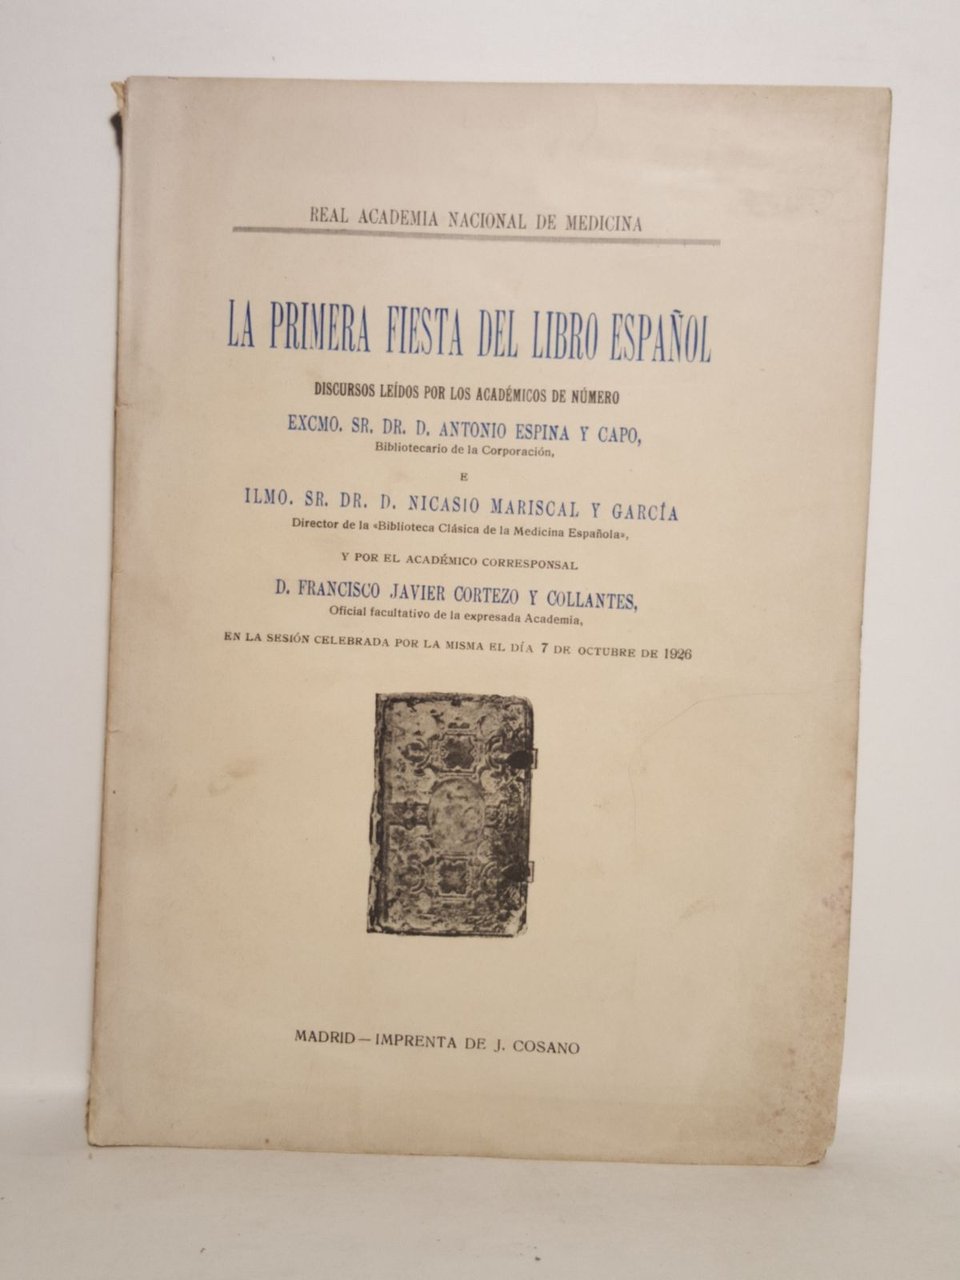 REAL ACADEMIA NACIONAL DE MEDICINA
LA PRIMERA FIESTA DEL LIBRO ESPAÑOL
DISCURSOS LEÍDOS POR LOS ACADÉMICOS DE NÚMERO
EXCMO. SR. DR. D. ANTONIO ESPINA Y CAPO,
Bibliotecario de la Corporación,
E
ILMO. SR. DR. D. NICASIO MARISCAL Y GARCÍA
Director de la «Biblioteca Clásica de la Medicina Española»,
Y POR EL ACADÉMICO CORRESPONSAL
D. FRANCISCO JAVIER CORTEZO Y COLLANTES,
Oficial facultativo de la expresada Academia,
EN LA SESIÓN CELEBRADA POR LA MISMA EL DÍA 7 DE OCTUBRE DE 1926
MADRID — IMPRENTA DE J. COSANO